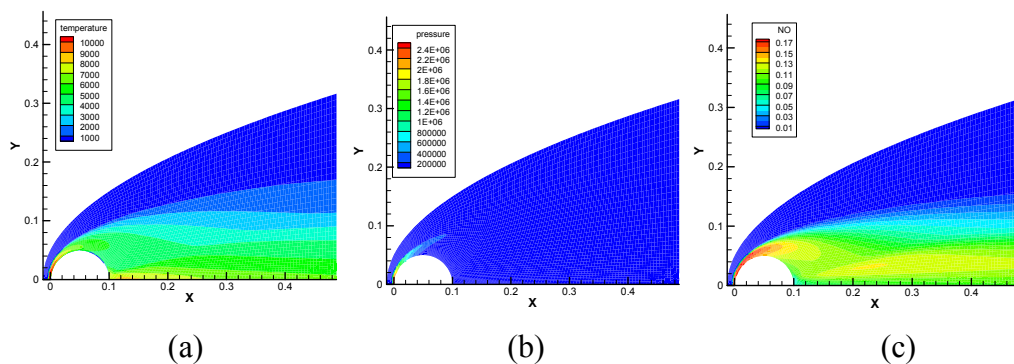 temperature
10000
9000
8000
7000
6000
5000
4000
3000
2000
1000
0.4
0.3
0.2
0.1
0
Y
0 0.1 0.2 0.3 0.4
X
(a)
pressure
2.4E+06
2.2E+06
2E+06
1.8E+06
1.6E+06
1.4E+06
1.2E+06
1E+06
800000
600000
400000
200000
0.4
0.3
0.2
0.1
0
Y
0 0.1 0.2 0.3 0.4
X
(b)
NO
0.17
0.15
0.13
0.11
0.09
0.07
0.05
0.03
0.01
0.4
0.3
0.2
0.1
0
Y
0 0.1 0.2 0.3 0.4
X
(c)